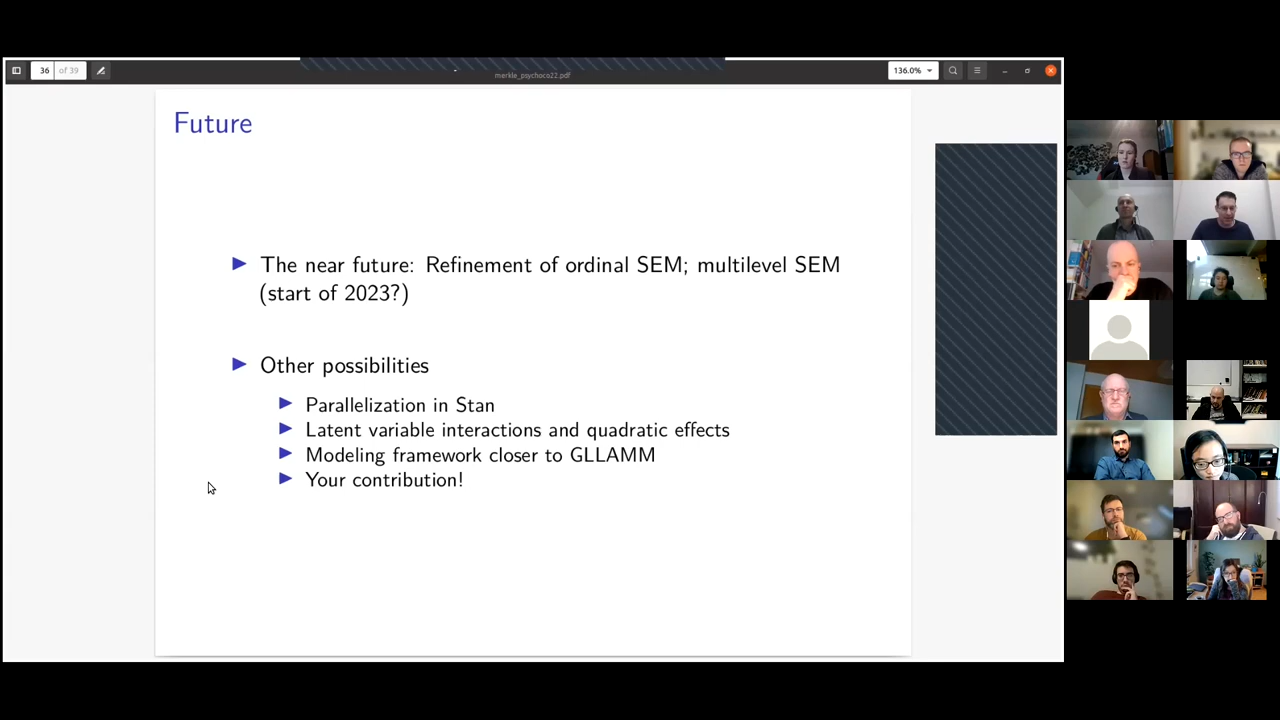 36 of 39
merkle_psychoco22.pdf
136.0%
Future
The near future: Refinement of ordinal SEM; multilevel SEM
(start of 2023?)
Other possibilities
Parallelization in Stan
Latent variable interactions and quadratic effects
Modeling framework closer to GLLAMM
Your contribution!